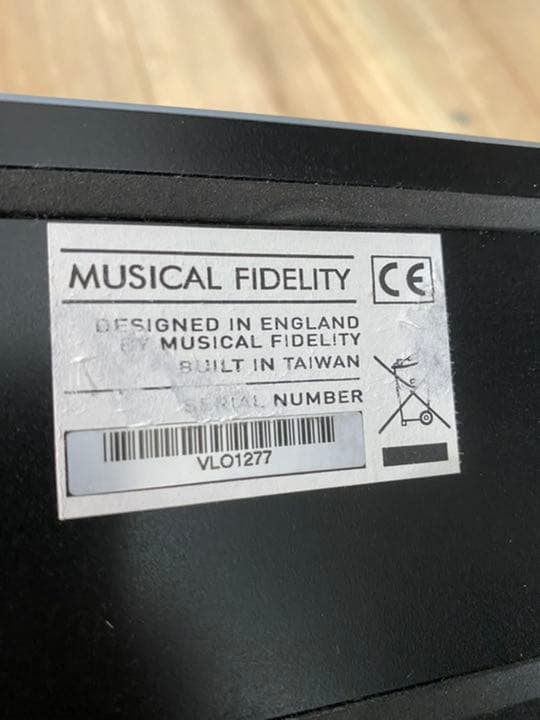 MUSICAL FIDELITY CE
DESIGNED IN ENGLAND
BY MUSICAL FIDELITY
BUILT IN TAIWAN
SERIAL NUMBER
VLO1277